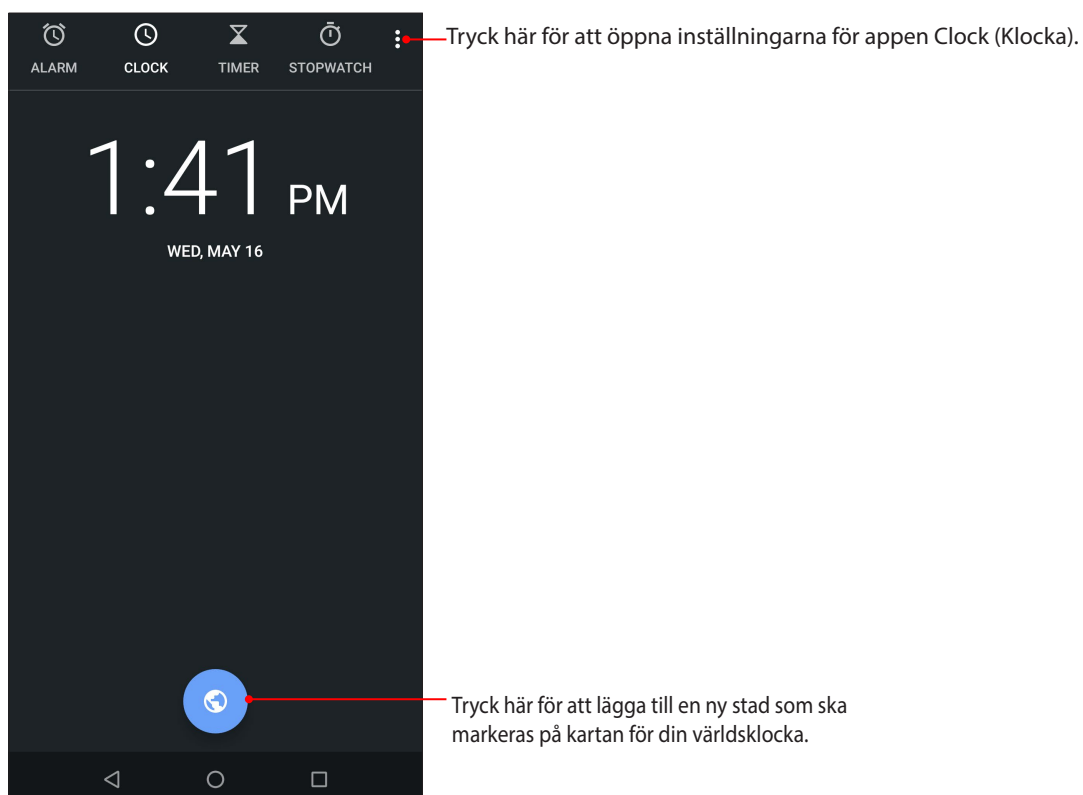 ALARM CLOCK TIMER STOPWATCH
Tryck här för att öppna inställningarna för appen Clock (Klocka).
1:41 PM
WED, MAY 16
Tryck här för att lägga till en ny stad som ska
markeras på kartan för din världsklocka.